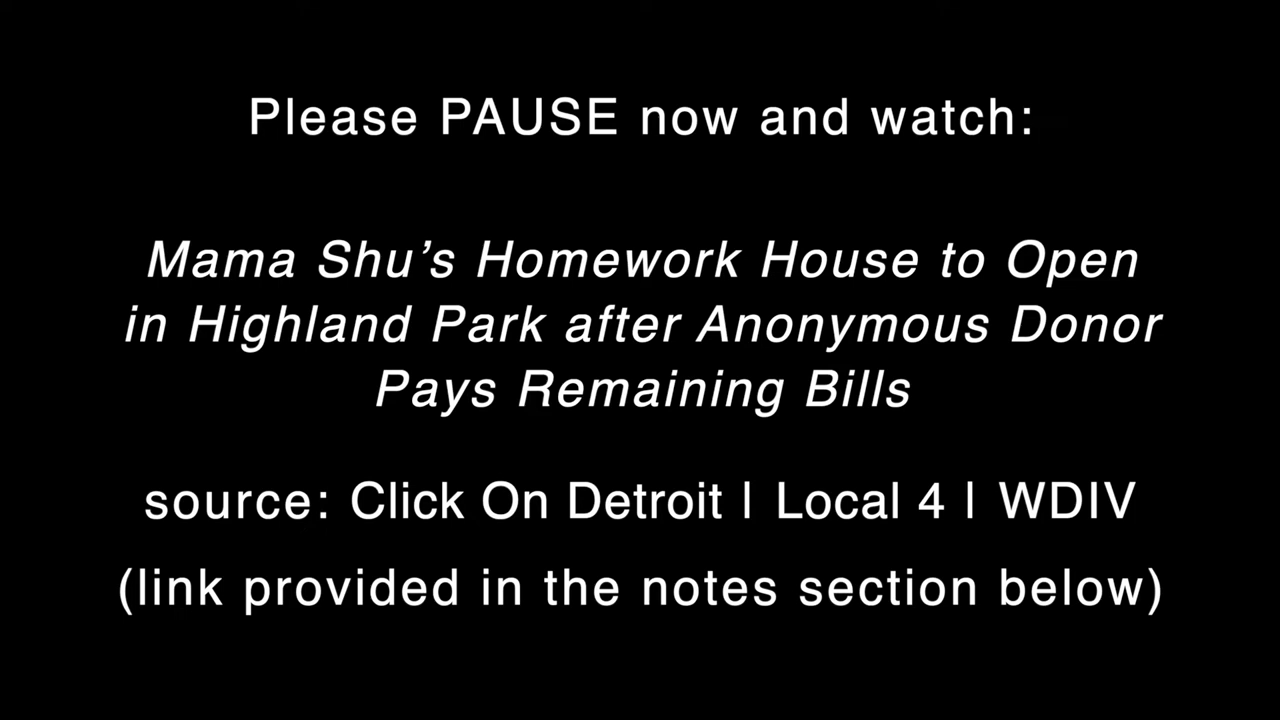 Please PAUSE now and watch:
Mama Shu’s Homework House to Open
in Highland Park after Anonymous Donor
Pays Remaining Bills
source: Click On Detroit | Local 4 | WDIV
(link provided in the notes section below)